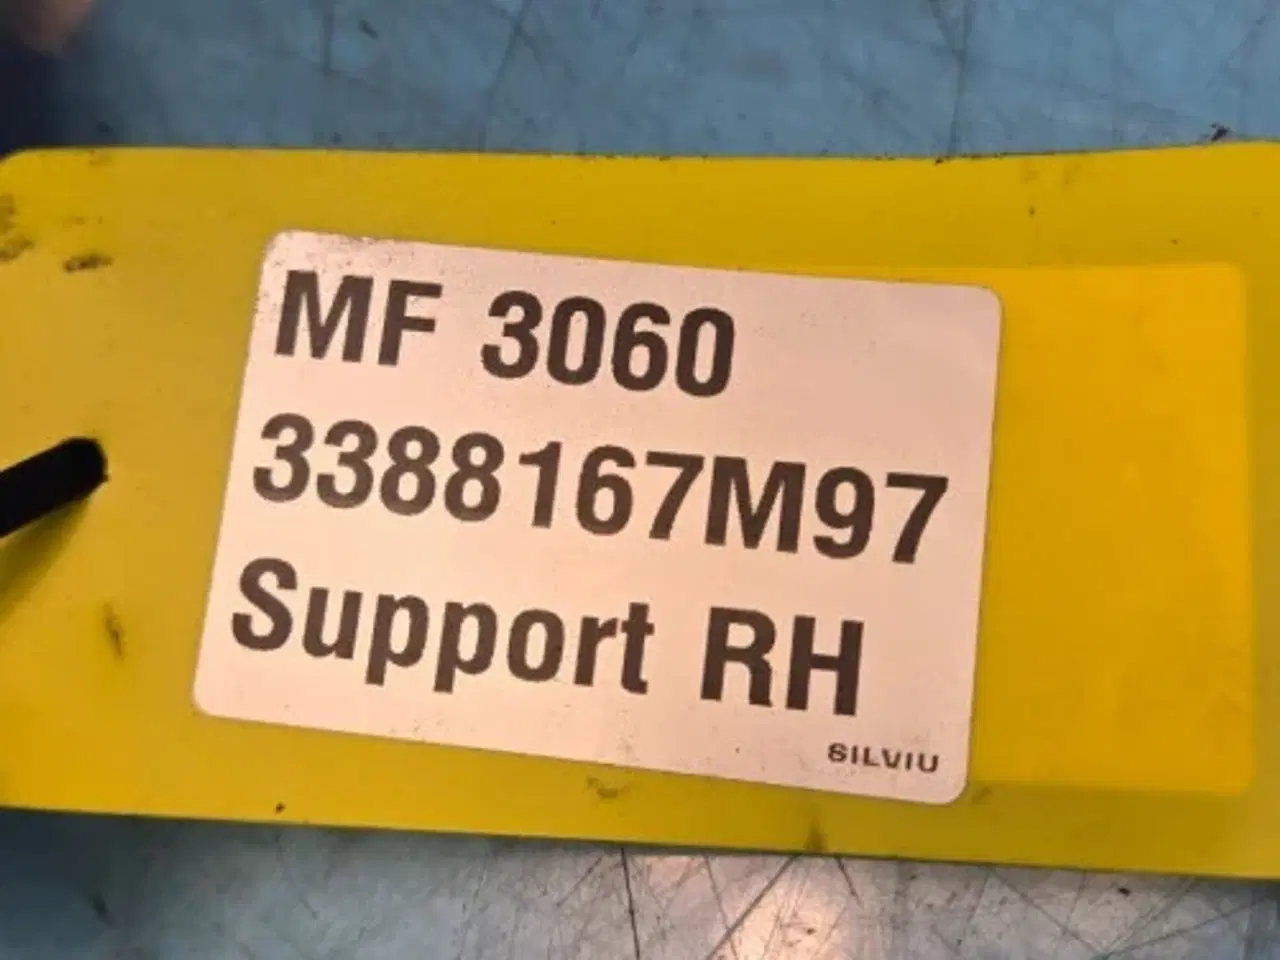 MF 3060
3388167M97
Support RH
SILVIU